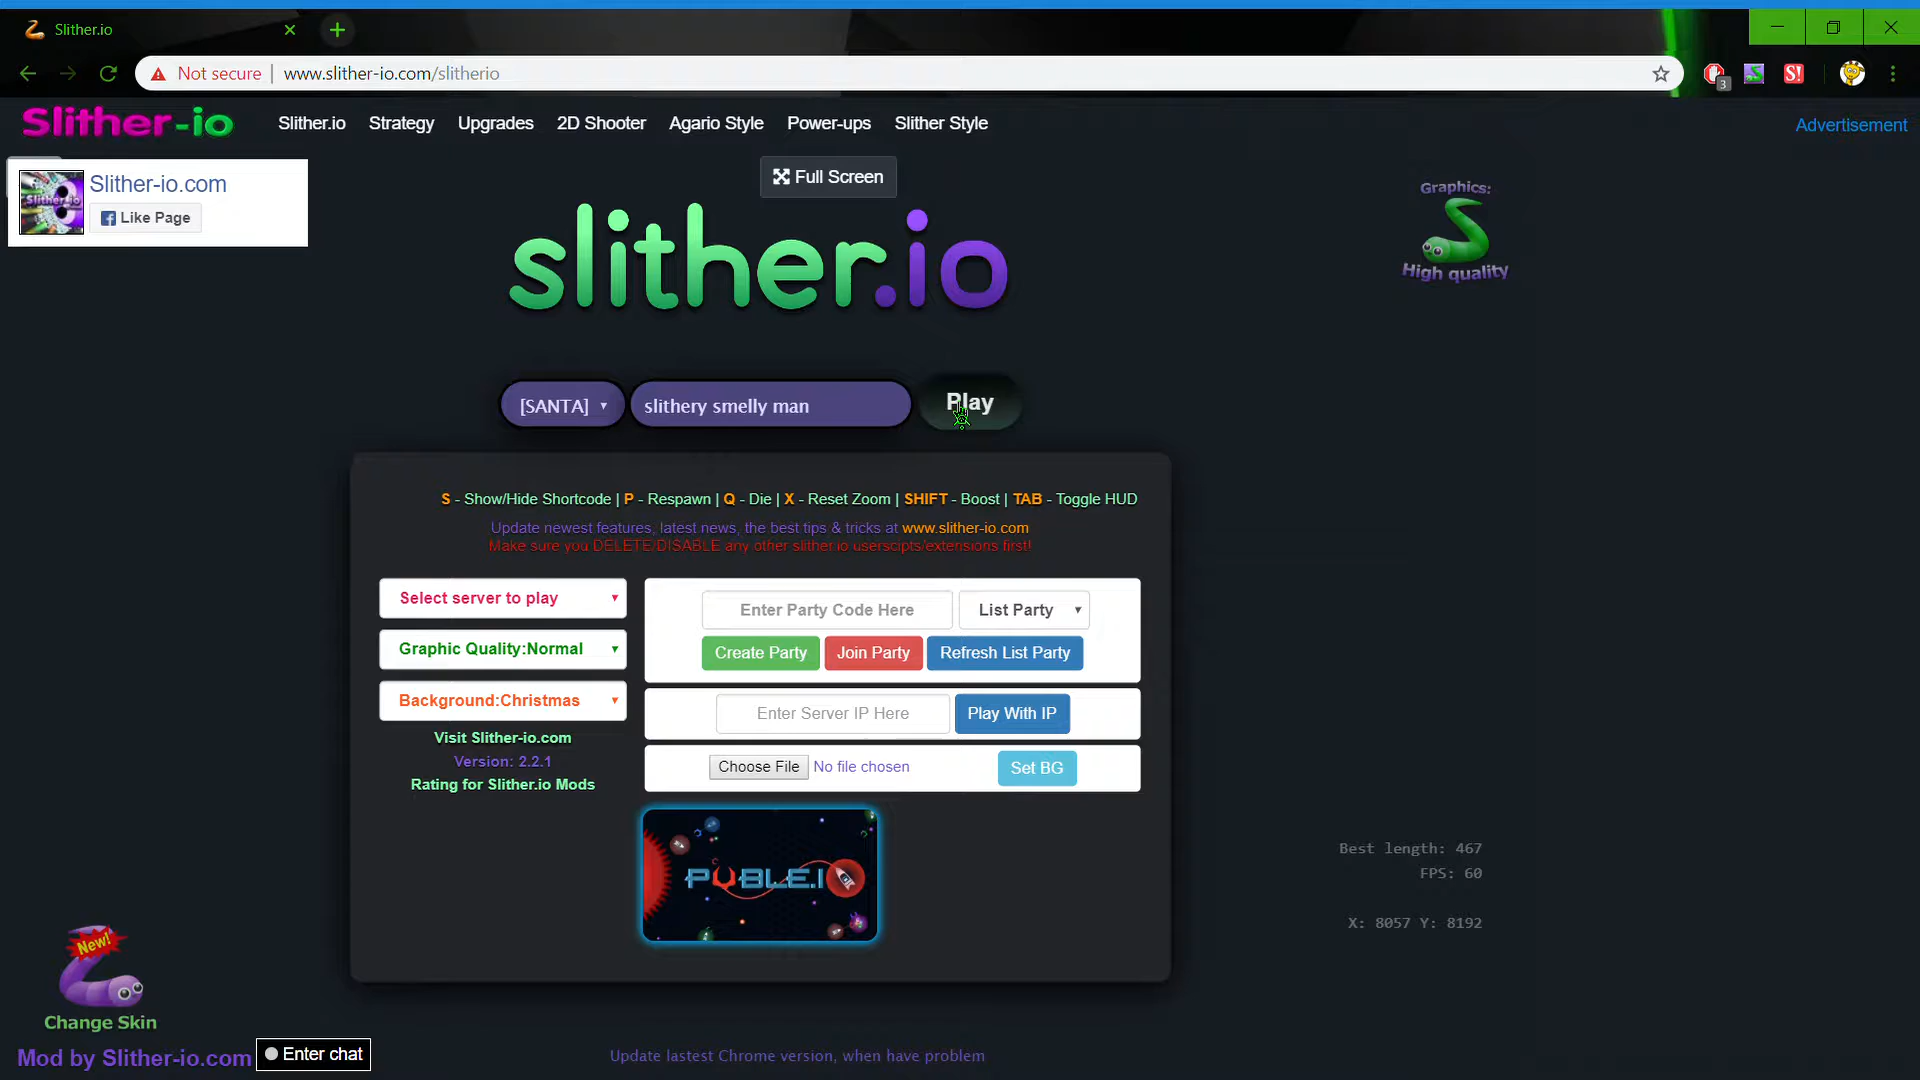 Slither.io
Not secure | www.slither-io.com/slitherio
3
S!
Slither-io
Slither.io Strategy Upgrades 2D Shooter Agario Style Power-ups Slither Style
Advertisement
Slither-io
Slither-io.com
Like Page
Full Screen
slither.io
Graphics:
High quality
[SANTA]
slithery smelly man
Play
S - Show/Hide Shortcode | P - Respawn | Q - Die | X - Reset Zoom | SHIFT - Boost | TAB - Toggle HUD
Update newest features, latest news, the best tips & tricks at www.slither-io.com
Make sure you DELETE/DISABLE any other slither.io userscipts/extensions first!
Select server to play
Graphic Quality:Normal
Background:Christmas
Visit Slither-io.com
Version: 2.2.1
Rating for Slither.io Mods
Enter Party Code Here
List Party
Create Party
Join Party
Refresh List Party
Enter Server IP Here
Play With IP
Choose File No file chosen
Set BG
PUBLE.IO
Best length: 467
FPS: 60
X: 8057 Y: 8192
New!
Change Skin
Mod by Slither-io.com
Enter chat
Update lastest Chrome version, when have problem